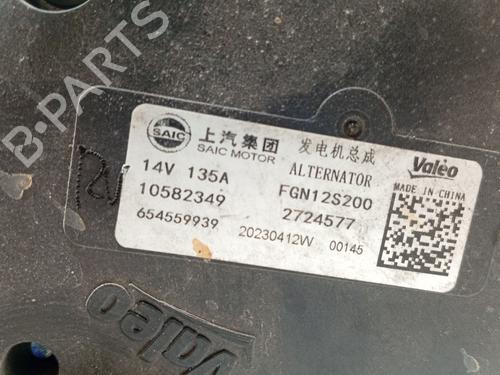 B-PARTS
SAIC 上汽集团 发电机总成 Valeo
SAIC MOTOR
14V 135A ALTERNATOR MADE IN CHINA
10582349 FGN12S200
654559939 2724577
20230412W 00145
Valeo